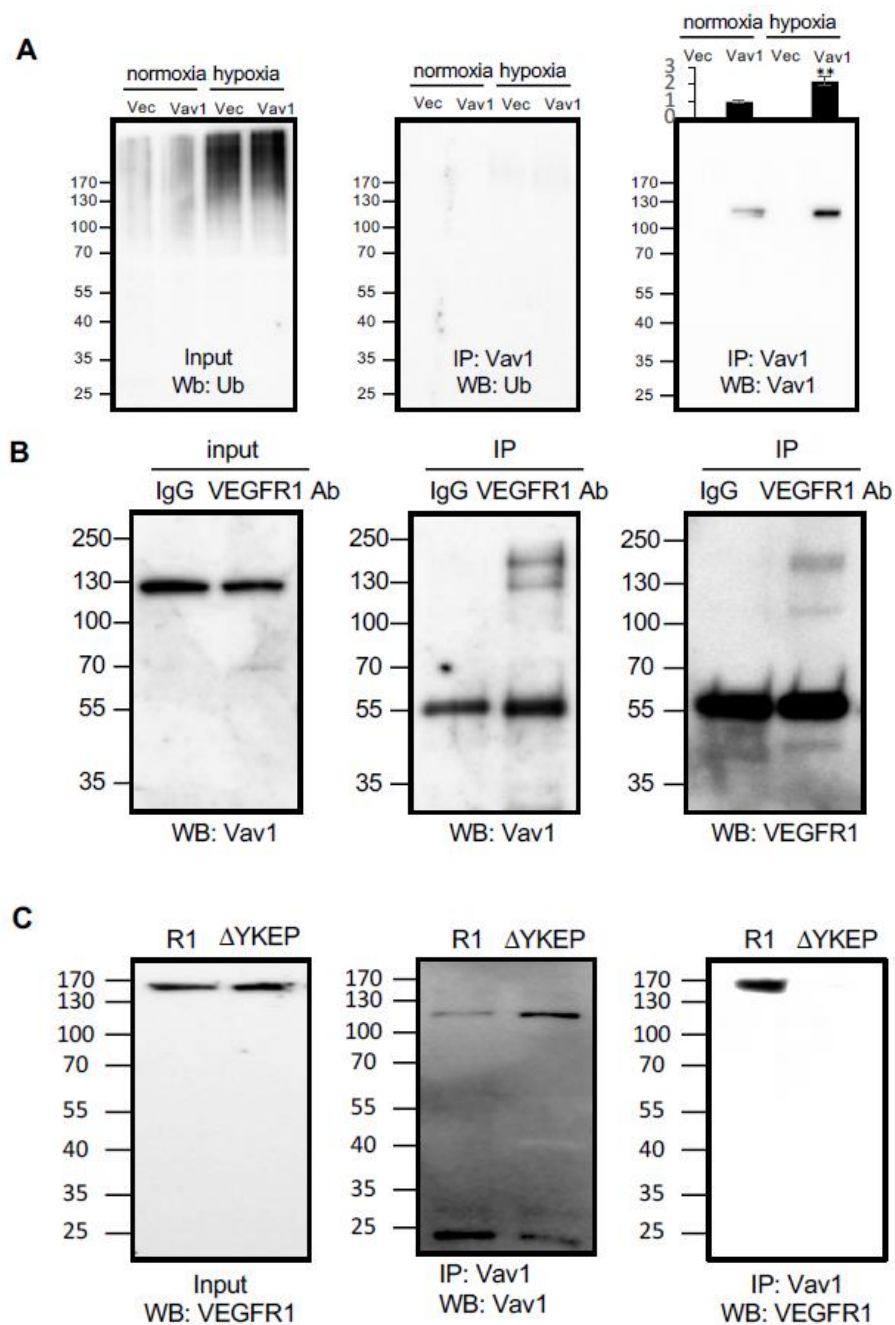 A
normoxia hypoxia
Vec Vav1 Vec Vav1
170
130
100
70
55
40
35
25
Input
Wb: Ub
normoxia hypoxia
Vec Vav1 Vec Vav1
170
130
100
70
55
40
35
25
IP: Vav1
WB: Ub
normoxia hypoxia
Vec Vav1 Vec Vav1
3
2
1
0
**
170
130
100
70
55
40
35
25
IP: Vav1
WB: Vav1
B
input
IgG VEGFR1 Ab
250
130
100
70
55
35
WB: Vav1
IP
IgG VEGFR1 Ab
250
130
100
70
55
35
WB: Vav1
IP
IgG VEGFR1 Ab
250
130
100
70
55
35
WB: VEGFR1
C
R1 ΔYKEP
170
130
100
70
55
40
35
25
Input
WB: VEGFR1
R1 ΔYKEP
170
130
100
70
55
40
35
25
IP: Vav1
WB: Vav1
R1 ΔYKEP
170
130
100
70
55
40
35
25
IP: Vav1
WB: VEGFR1